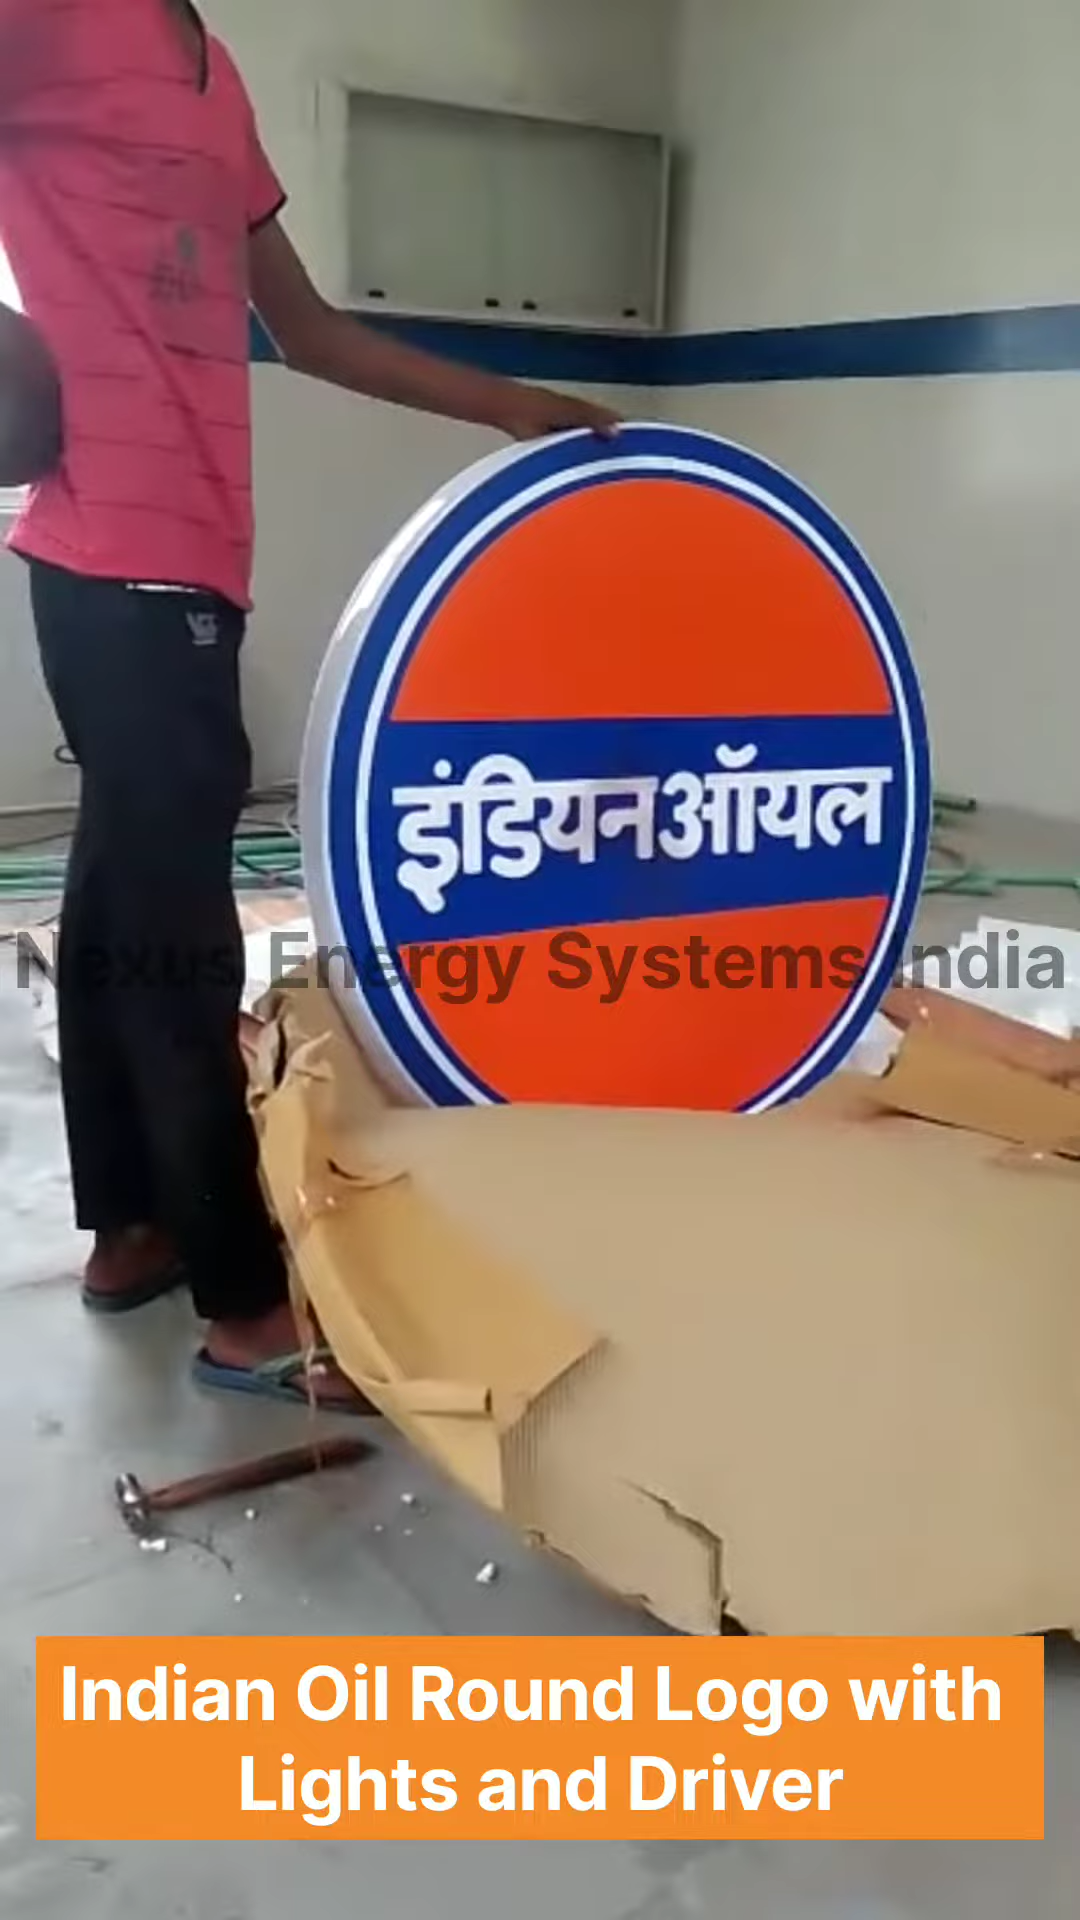 इंडियनऑयल
Nexus Energy Systems India
Indian Oil Round Logo with
Lights and Driver